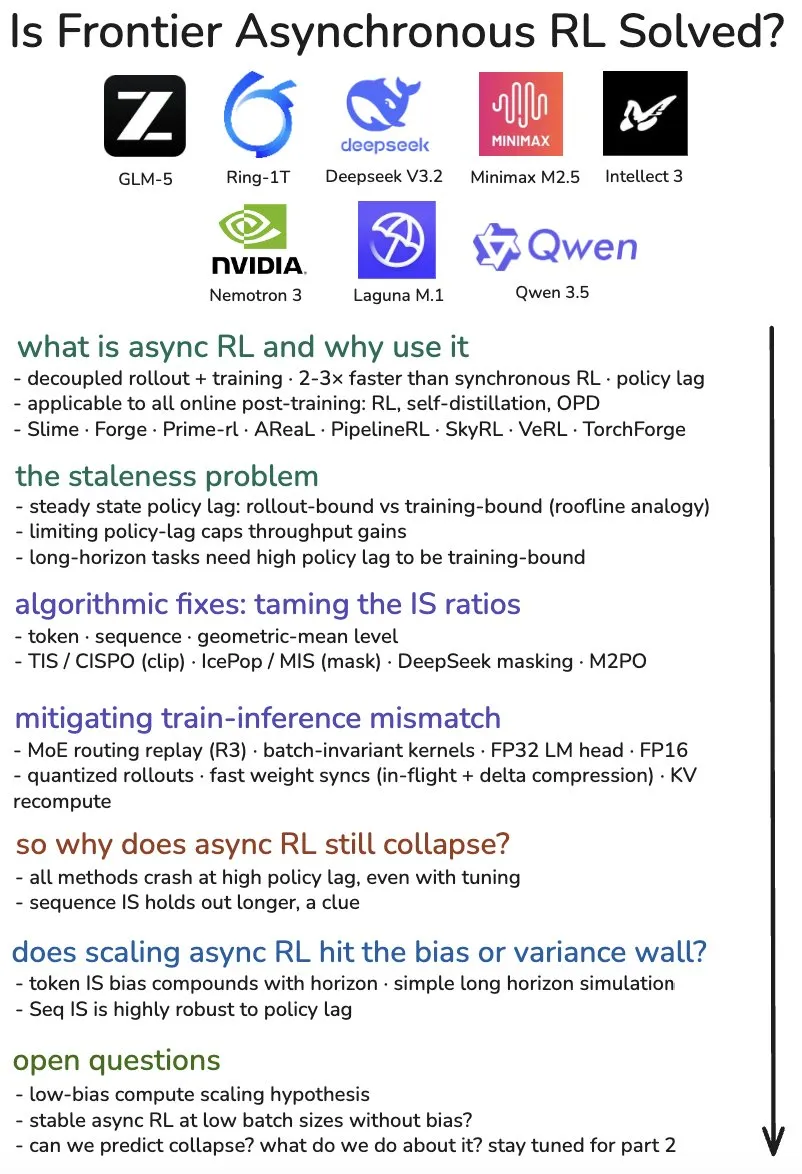 Is Frontier Asynchronous RL Solved?
deepseek
MINIMAX
GLM-5
Ring-1T
Deepseek V3.2
Minimax M2.5
Intellect 3
NVIDIA.
Qwen
Nemotron 3
Laguna M.1
Qwen 3.5
what is async RL and why use it
- decoupled rollout + training · 2-3× faster than synchronous RL · policy lag
- applicable to all online post-training: RL, self-distillation, OPD
- Slime · Forge · Prime-rl · AReaL · PipelineRL · SkyRL · VeRL · TorchForge
the staleness problem
- steady state policy lag: rollout-bound vs training-bound (roofline analogy)
- limiting policy-lag caps throughput gains
- long-horizon tasks need high policy lag to be training-bound
algorithmic fixes: taming the IS ratios
- token · sequence · geometric-mean level
- TIS / CISPO (clip) · IcePop / MIS (mask) · DeepSeek masking · M2PO
mitigating train-inference mismatch
- MoE routing replay (R3) · batch-invariant kernels · FP32 LM head · FP16
- quantized rollouts · fast weight syncs (in-flight + delta compression) · KV
recompute
so why does async RL still collapse?
- all methods crash at high policy lag, even with tuning
- sequence IS holds out longer, a clue
does scaling async RL hit the bias or variance wall?
- token IS bias compounds with horizon · simple long horizon simulation
- Seq IS is highly robust to policy lag
open questions
- low-bias compute scaling hypothesis
- stable async RL at low batch sizes without bias?
- can we predict collapse? what do we do about it? stay tuned for part 2